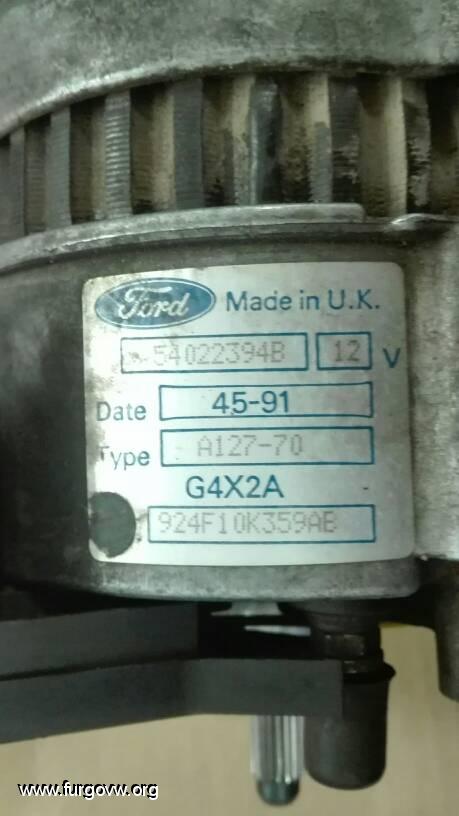 Ford Made in U.K.
54022394B 12 V
Date 45-91
Type A127-70
G4X2A
924F10K359AB
www.furgovw.org